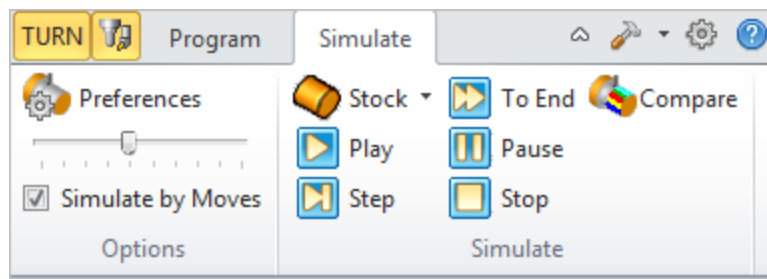 TURN Program Simulate
Preferences
Simulate by Moves
Options
Stock To End Compare
Play Pause
Step Stop
Simulate